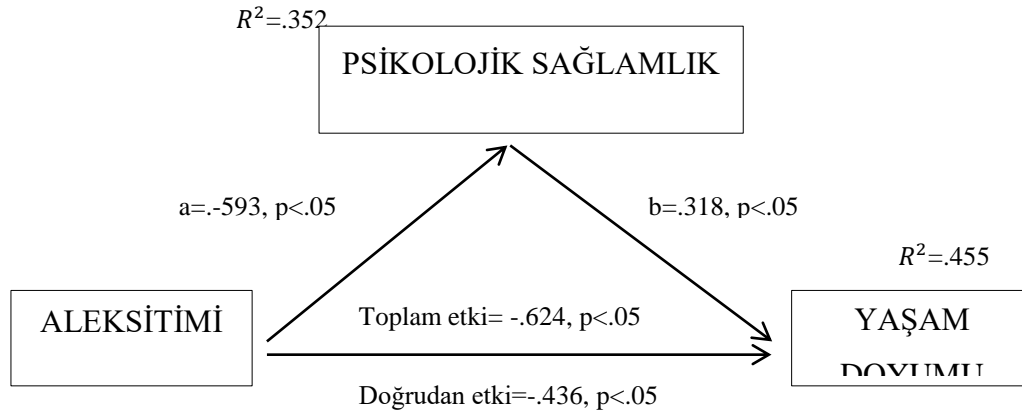 R²=.352
PSİKOLOJİK SAĞLAMLIK
a=.-593, p<.05
b=.318, p<.05
R²=.455
ALEKSİTİMİ
Toplam etki= -.624, p<.05
YAŞAM
DOYUMU
Doğrudan etki=-.436, p<.05